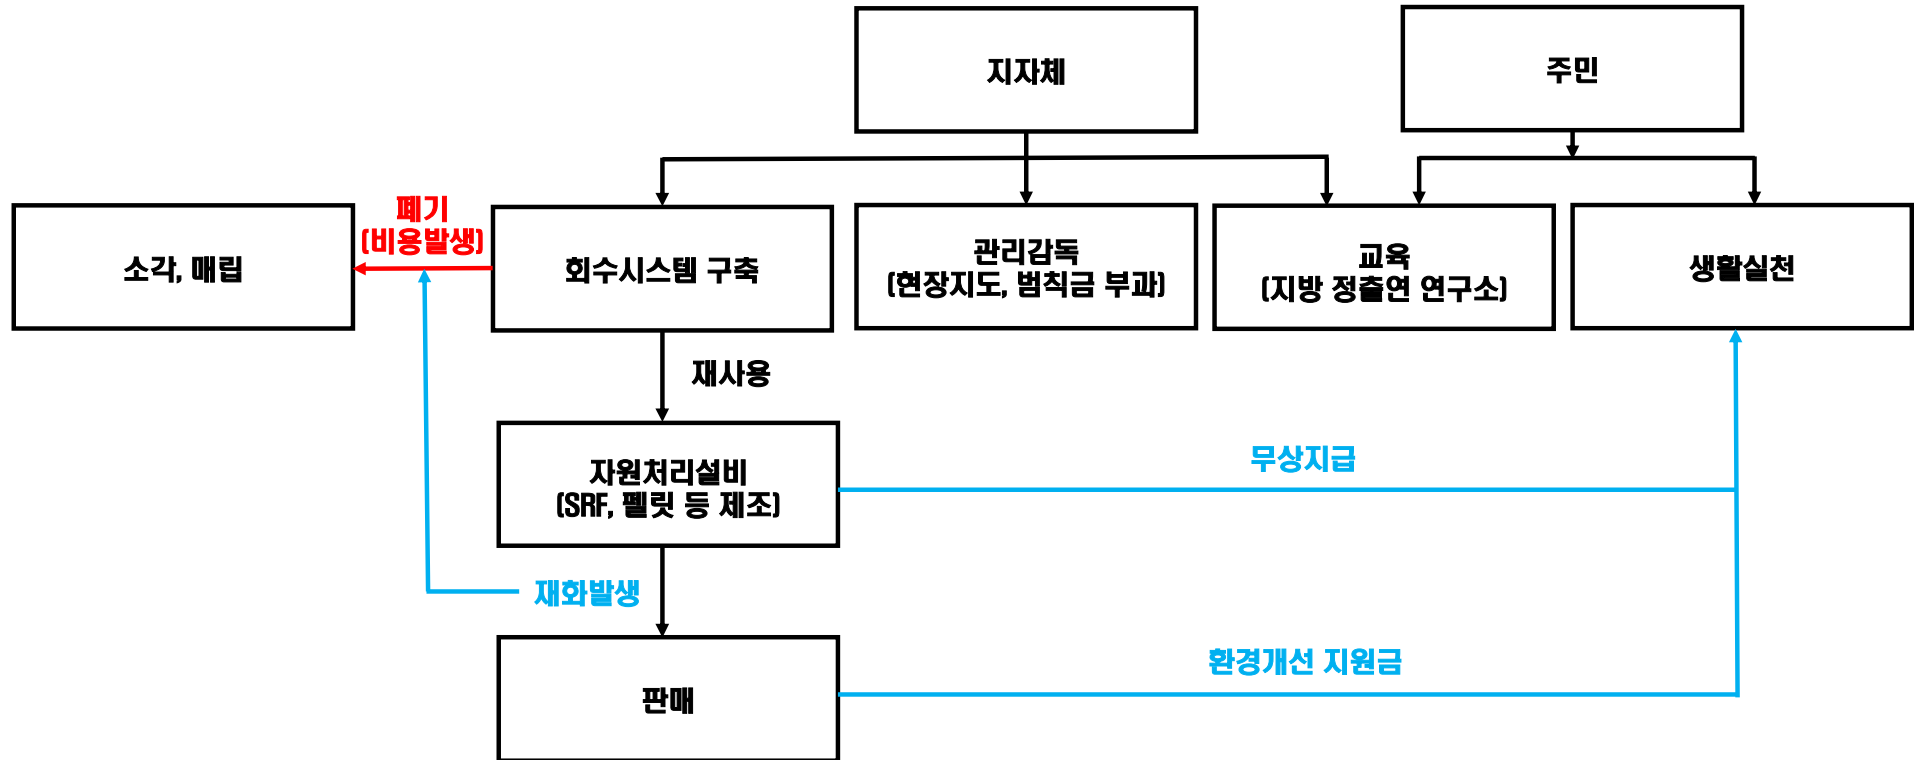 지자체
주민
폐기
(비용발생)
소각, 매립
회수시스템 구축
관리감독
(현장지도, 범칙금 부과)
교육
(지방 정출연 연구소)
생활실천
재사용
자원처리설비
(SRF, 펠릿 등 제조)
무상지급
재화발생
환경개선 지원금
판매